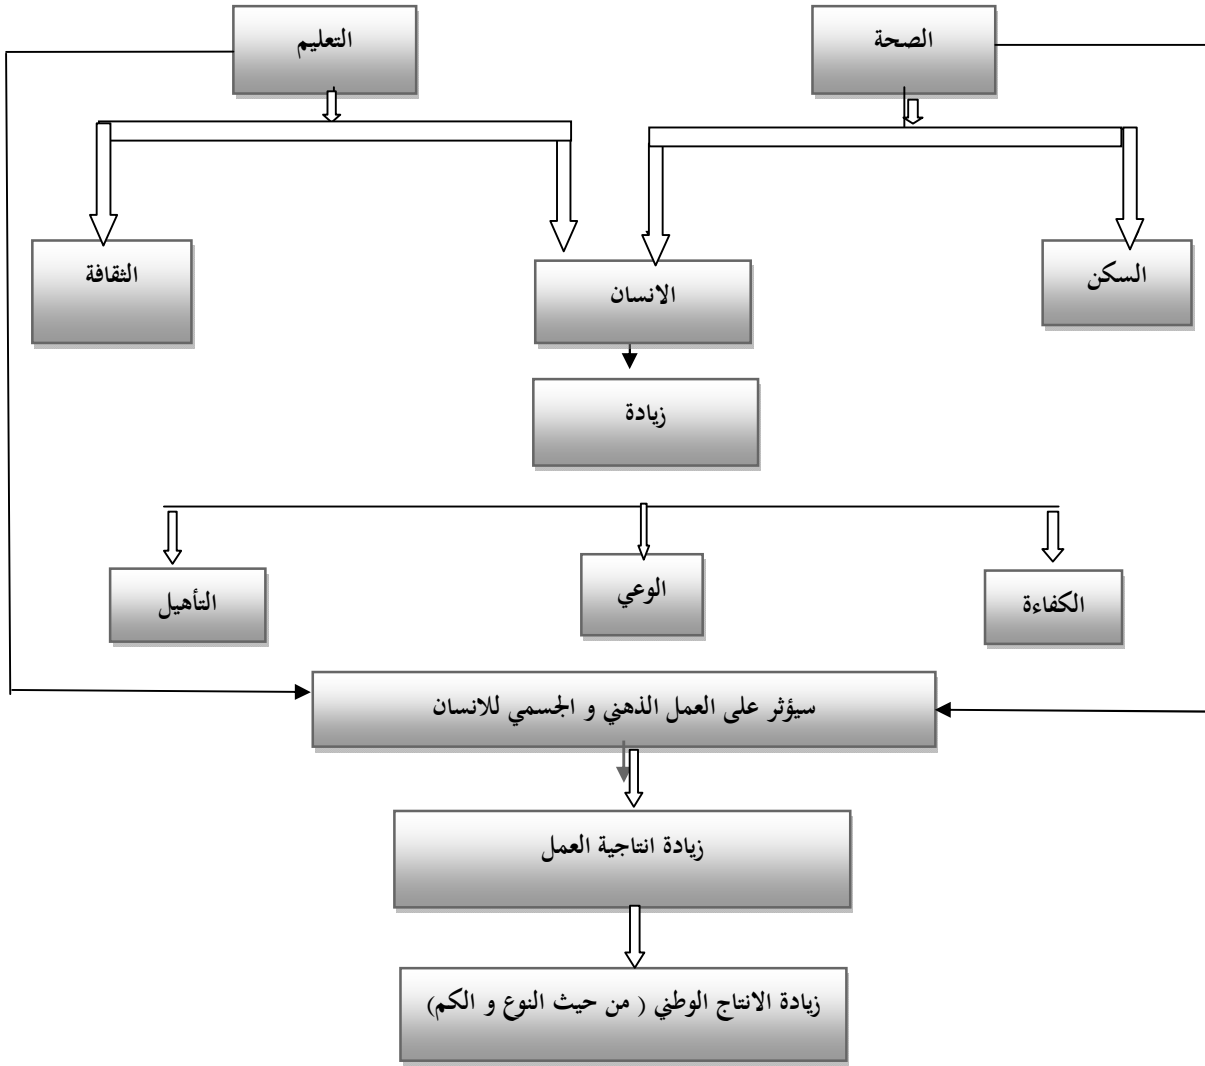 الصحة
التعليم
السكن
الانسان
الثقافة
زيادة
الكفاءة
الوعي
التأهيل
سيؤثر على العمل الذهني و الجسمي للانسان
زيادة انتاجية العمل
زيادة الانتاج الوطني ( من حيث النوع و الكم)